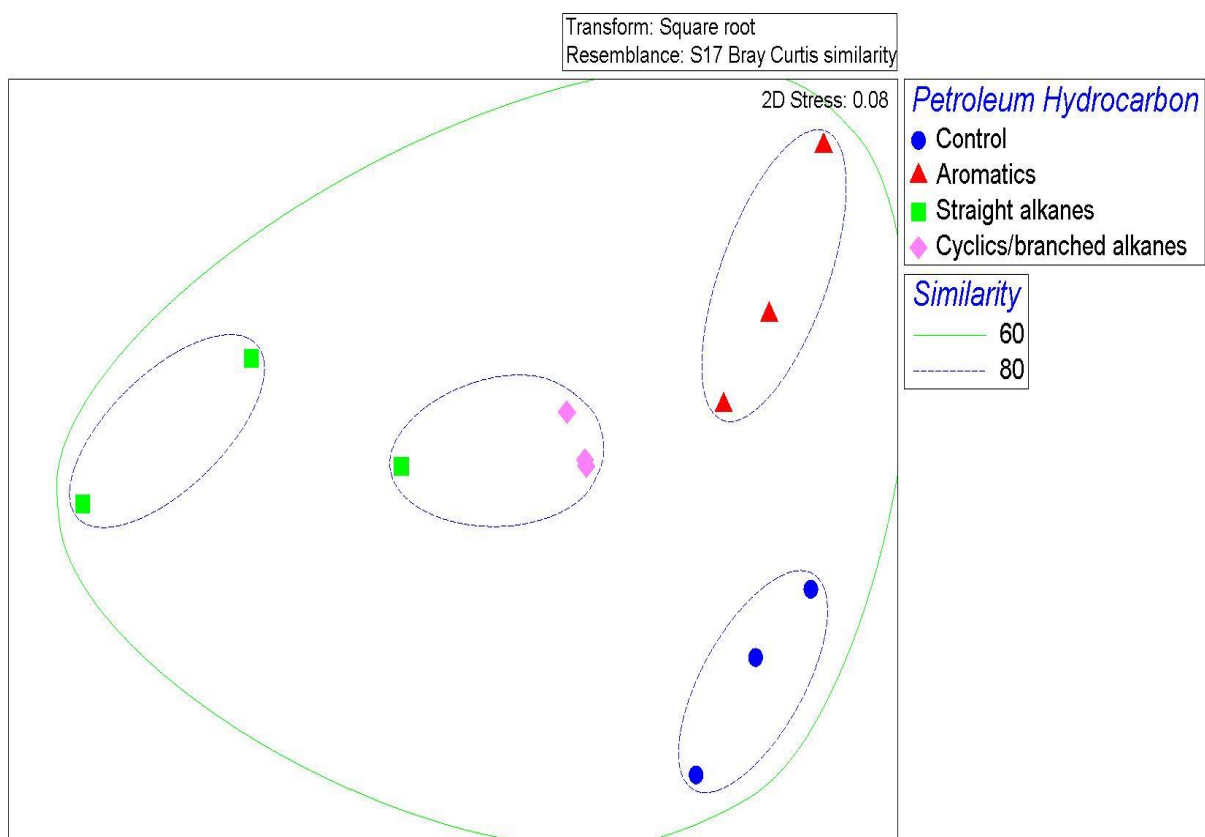 Transform: Square root
Resemblance: S17 Bray Curtis similarity
2D Stress: 0.08
Petroleum Hydrocarbon
Control
Aromatics
Straight alkanes
Cyclics/branched alkanes
Similarity
60
80